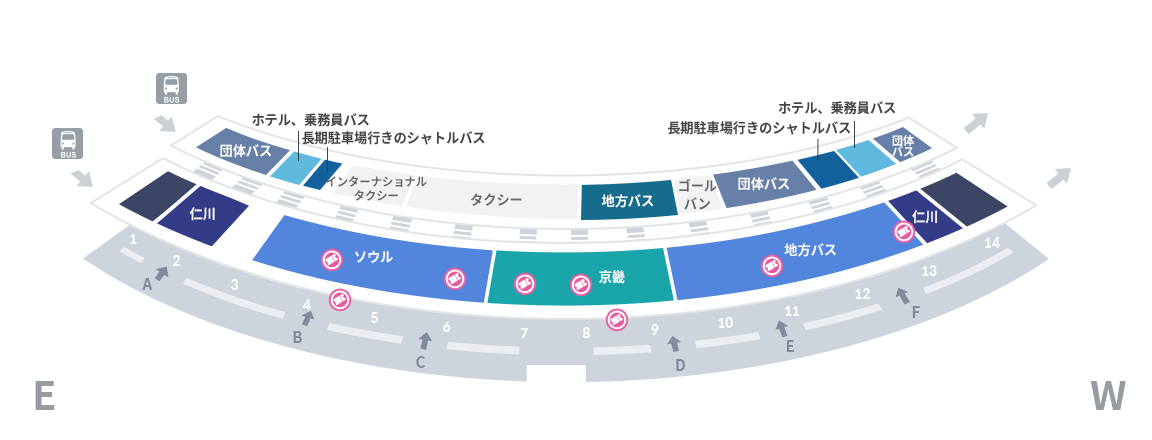 BUS
BUS
ホテル、乗務員バス
長期駐車場行きのシャトルバス
ホテル、乗務員バス
長期駐車場行きのシャトルバス
団体バス
インターナショナル
タクシー
タクシー
地方バス
ゴール
バン
団体バス
団体
バス
仁川
ソウル
京畿
地方バス
仁川
1
2
3
4
5
6
7
8
9
10
11
12
13
14
A
B
C
D
E
F
E
W